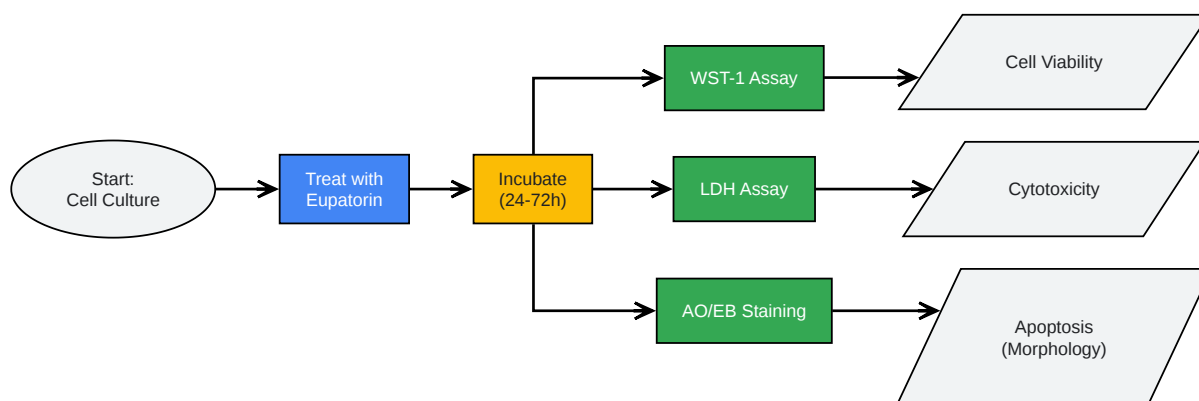 Start:
Cell Culture
Treat with
Eupatorin
Incubate
(24-72h)
WST-1 Assay
Cell Viability
LDH Assay
Cytotoxicity
AO/EB Staining
Apoptosis
(Morphology)